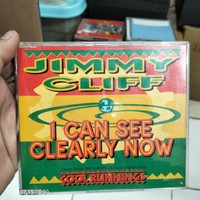 JIMMY
CLIFF
I CAN SEE
CLEARLY NOW
COOL RUNNINGS